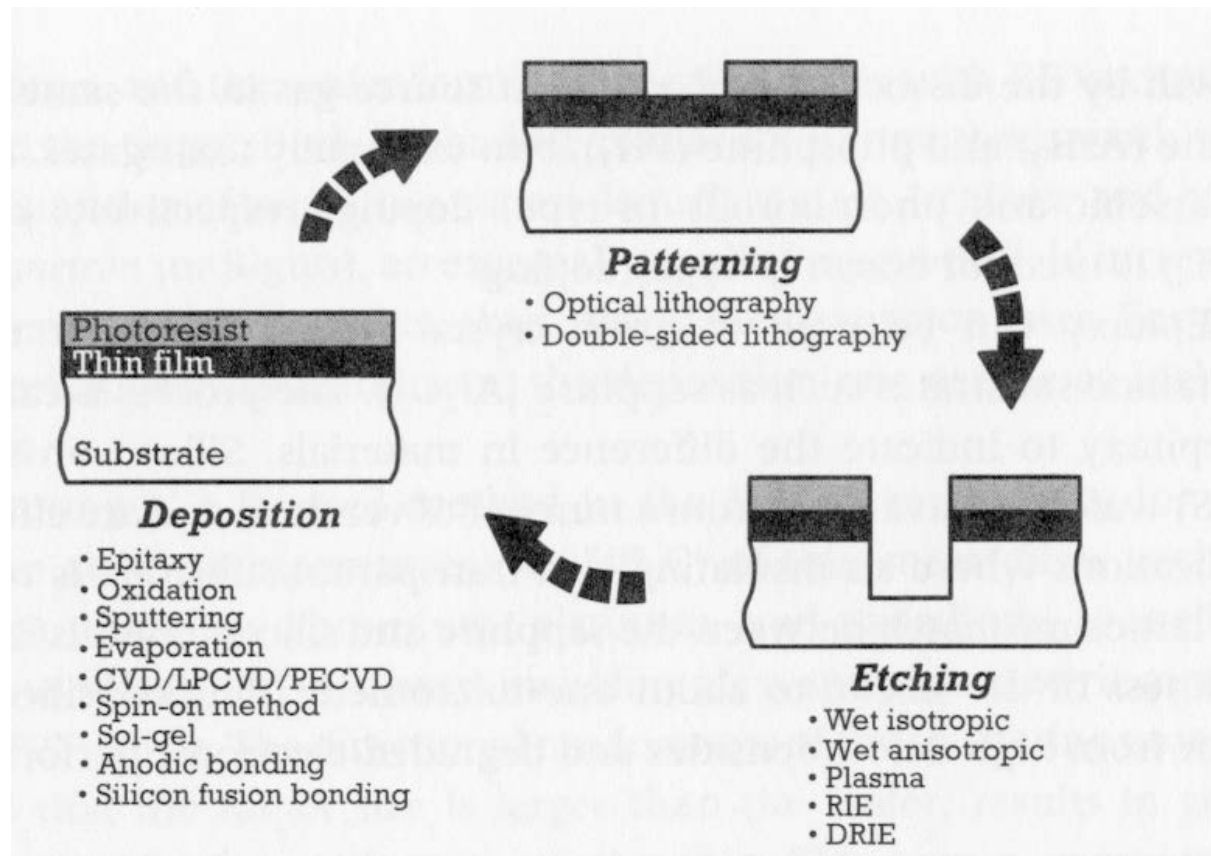 Patterning
• Optical lithography
• Double-sided lithography
Photoresist
Thin film
Substrate
Deposition
• Epitaxy
• Oxidation
• Sputtering
• Evaporation
• CVD/LPCVD/PECVD
• Spin-on method
• Sol-gel
• Anodic bonding
• Silicon fusion bonding
Etching
• Wet isotropic
• Wet anisotropic
• Plasma
• RIE
• DRIE